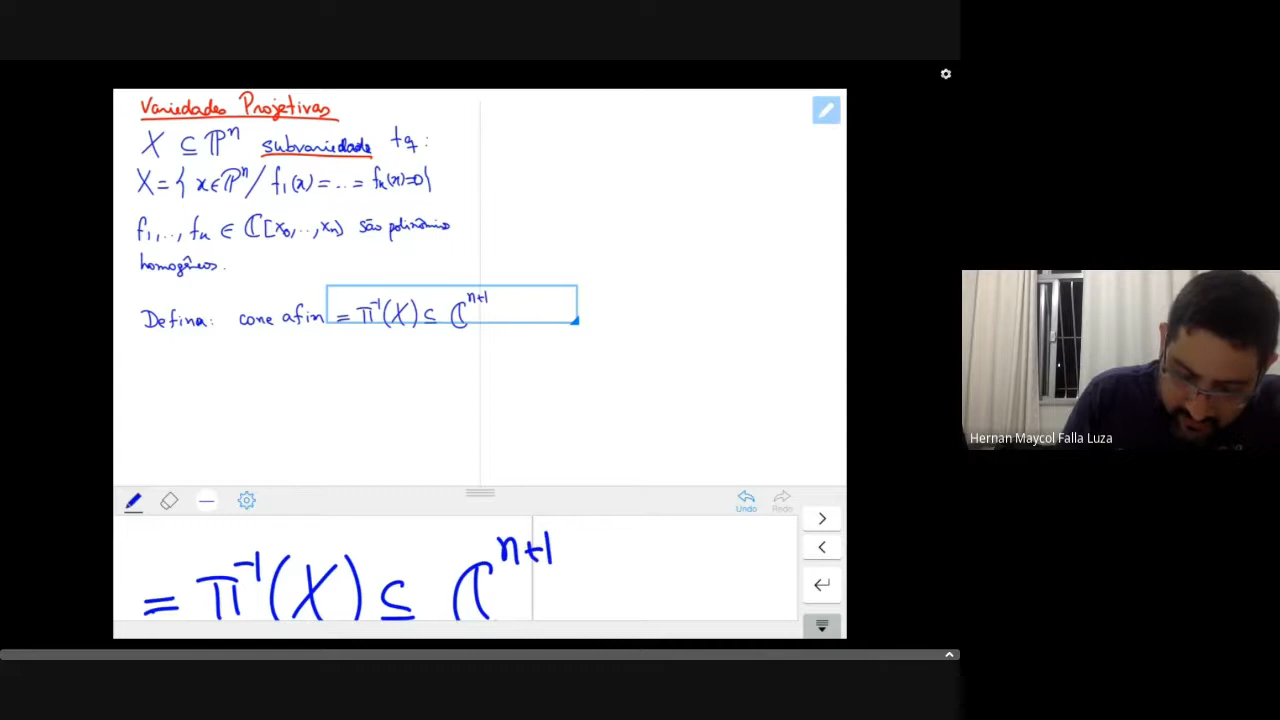 Variedades Projetivas
X ⊆ ℙⁿ subvariedade tq:
X = { x ∈ ℙⁿ / f₁(x) = ... = fₖ(x) = 0}
f₁, .., fₖ ∈ ℂ[x₀, .., xₙ] são polinômios
homogêneos.
Defina: cone afim = π⁻¹(X) ⊆ ℂⁿ⁺¹
Undo
Redo
= π⁻¹(X) ⊆ ℂⁿ⁺¹
Hernan Maycol Falla Luza